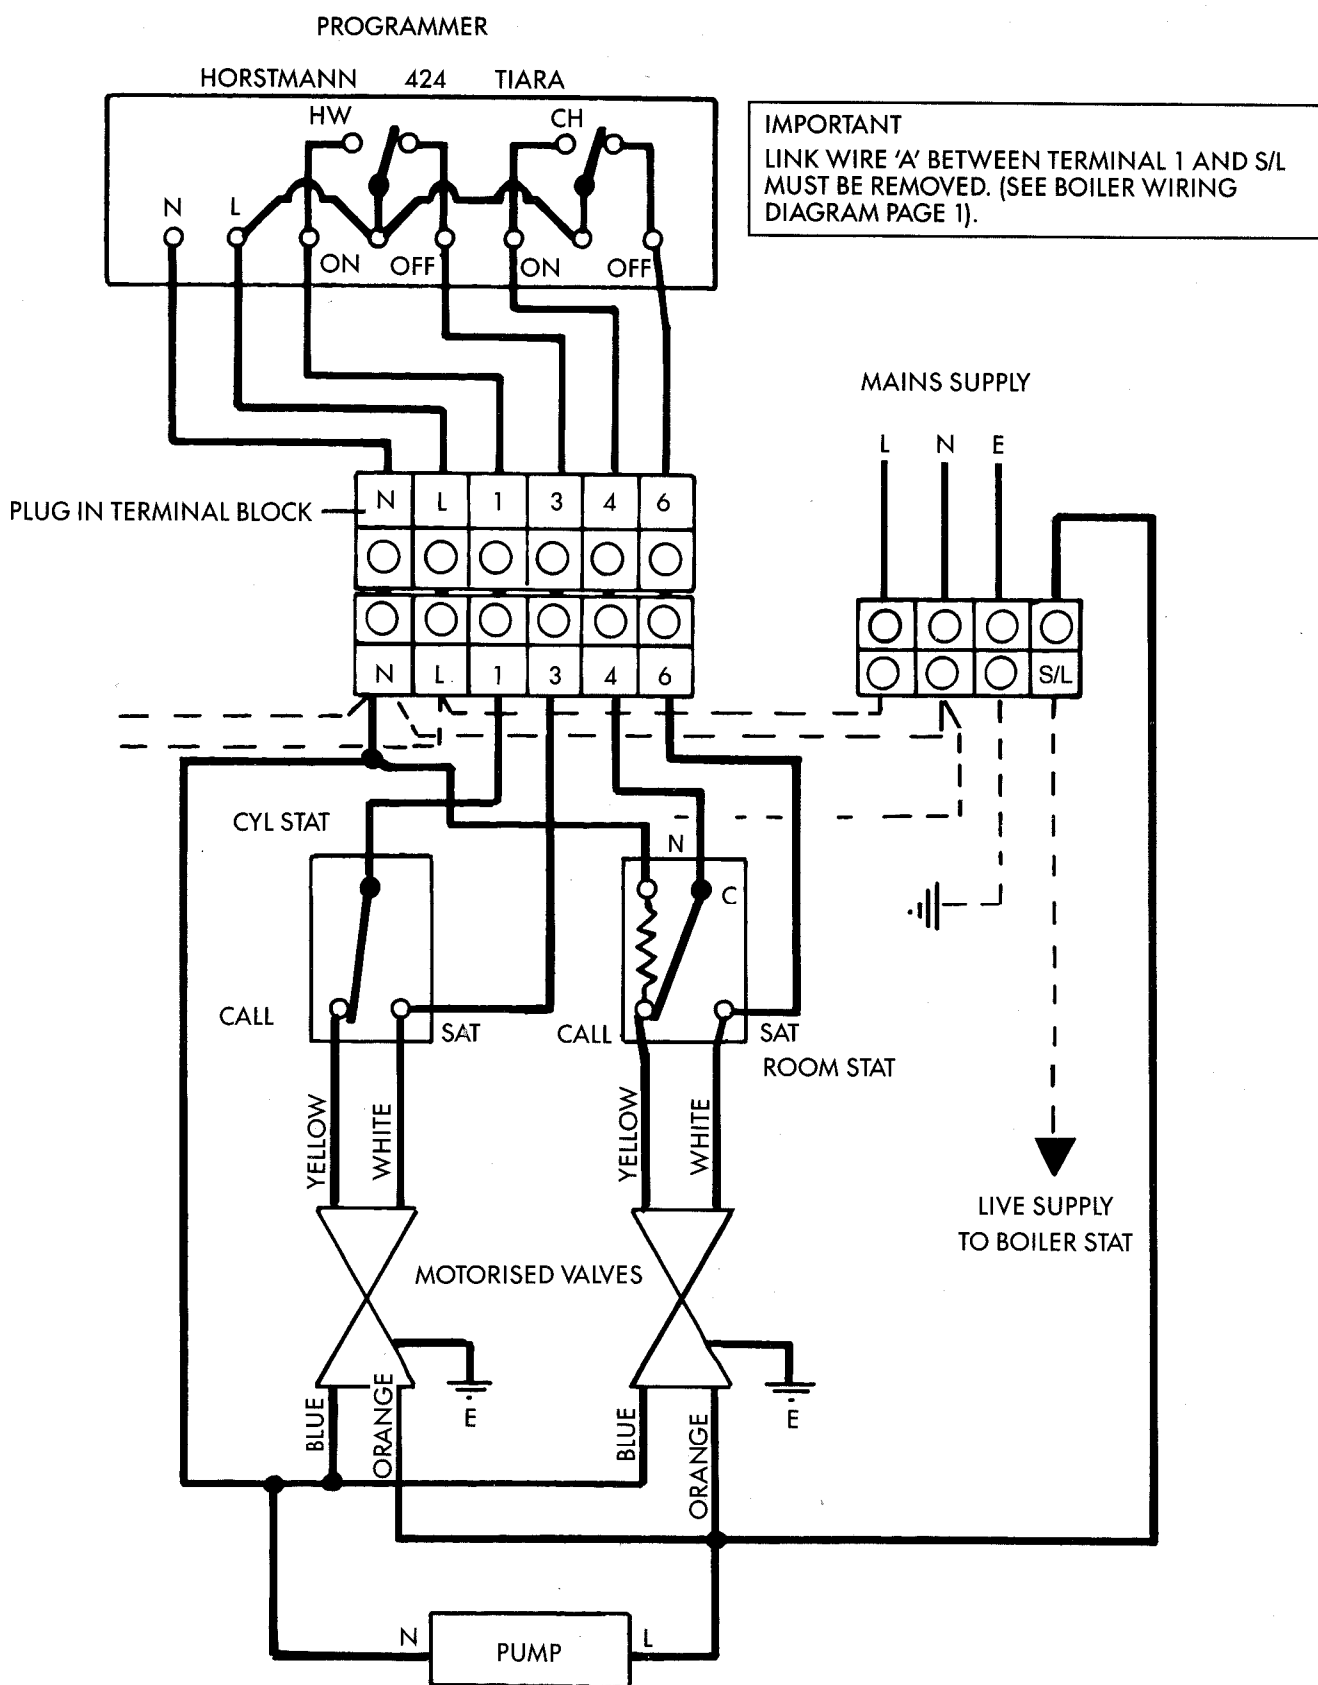 PROGRAMMER
HORSTMANN 424 TIARA
HW
CH
N
L
ON
OFF
ON
OFF
IMPORTANT
LINK WIRE 'A' BETWEEN TERMINAL 1 AND S/L
MUST BE REMOVED. (SEE BOILER WIRING
DIAGRAM PAGE 1).
MAINS SUPPLY
L N E
PLUG IN TERMINAL BLOCK
N L 1 3 4 6
N L 1 3 4 6
S/L
CYL STAT
N
C
CALL
SAT
CALL
SAT
ROOM STAT
YELLOW
WHITE
YELLOW
WHITE
LIVE SUPPLY
TO BOILER STAT
MOTORISED VALVES
E
E
BLUE
ORANGE
BLUE
ORANGE
N
PUMP
L